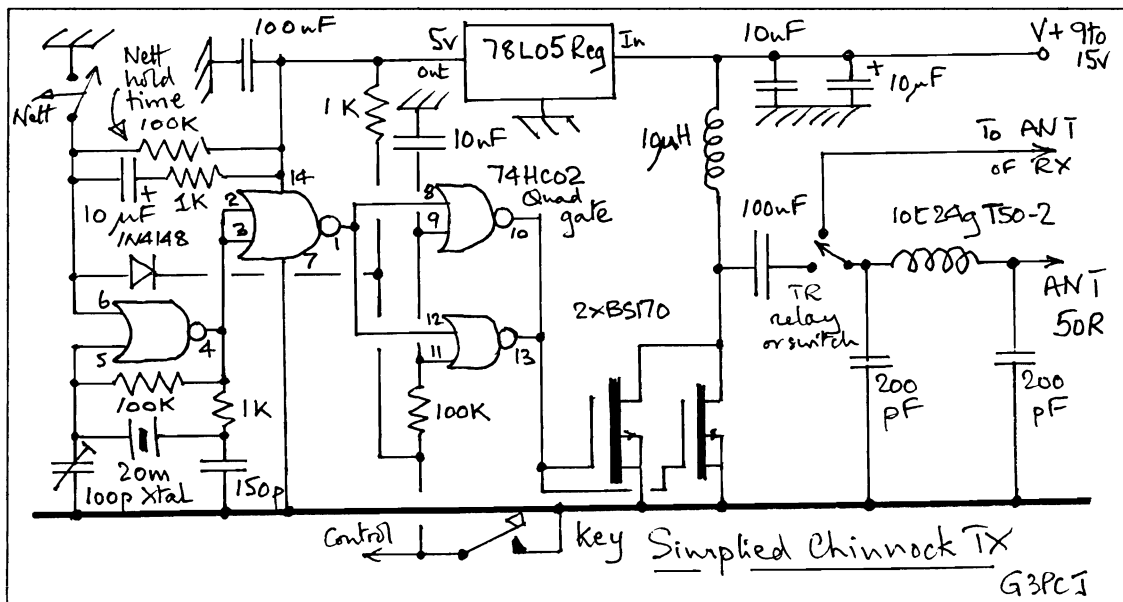 100nF
5v
out
78L05 Reg
In
10nF
V+ 9to
15v
10µF
+
Nett
hold
time
Nett
100K
1K
10nF
10µH
To ANT
of RX
10µF
+
1K
14
2
3
1
7
74HC02
Quad
gate
8
9
10
100nF
10t 24g T50-2
1N4148
TR
relay
or switch
ANT
50R
6
5
4
12
11
13
2xBS170
100K
1K
100K
200
pF
200
pF
20m
Xtal
100p
150p
Control
Key
Simplied Chinnock TX
G3PCJ